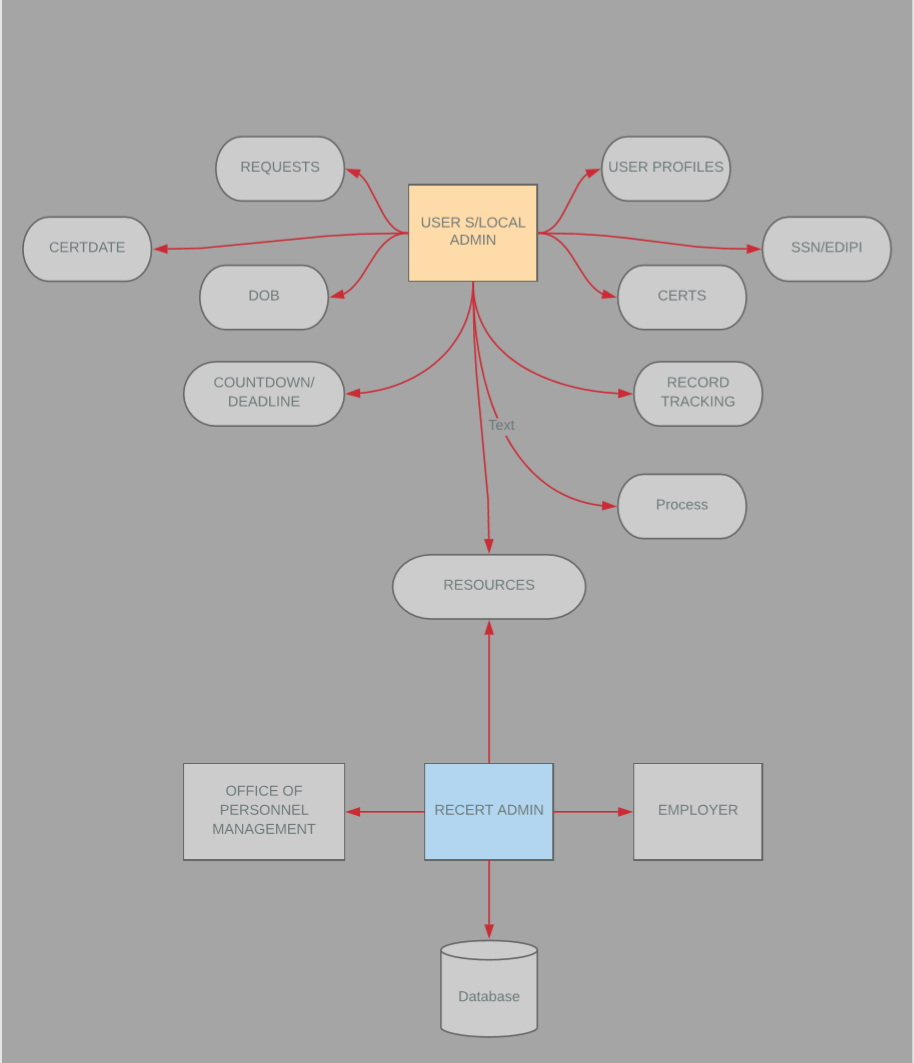 REQUESTS
USER PROFILES
USER S/LOCAL
ADMIN
CERTDATE
SSN/EDIPI
DOB
CERTS
COUNTDOWN/
DEADLINE
RECORD
TRACKING
Text
Process
RESOURCES
OFFICE OF
PERSONNEL
MANAGEMENT
RECERT ADMIN
EMPLOYER
Database